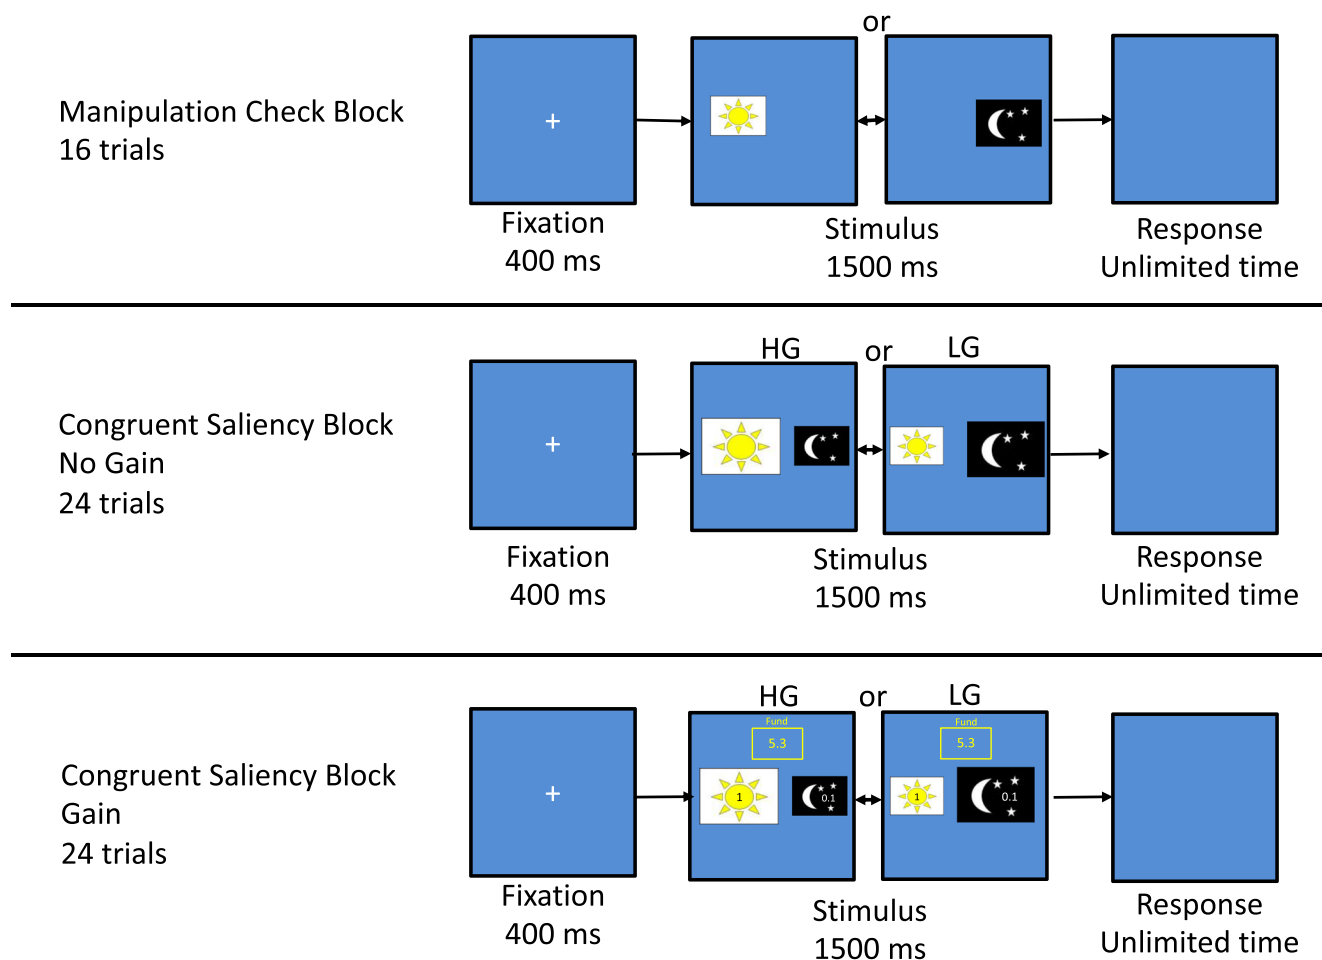 or
Manipulation Check Block
16 trials
+
Fixation
400 ms
Stimulus
1500 ms
Response
Unlimited time
HG or LG
Congruent Saliency Block
No Gain
24 trials
+
Fixation
400 ms
Stimulus
1500 ms
Response
Unlimited time
HG or LG
Congruent Saliency Block
Gain
24 trials
+
Fund
5.3
1
0.1
Fund
5.3
1
0.1
Fixation
400 ms
Stimulus
1500 ms
Response
Unlimited time